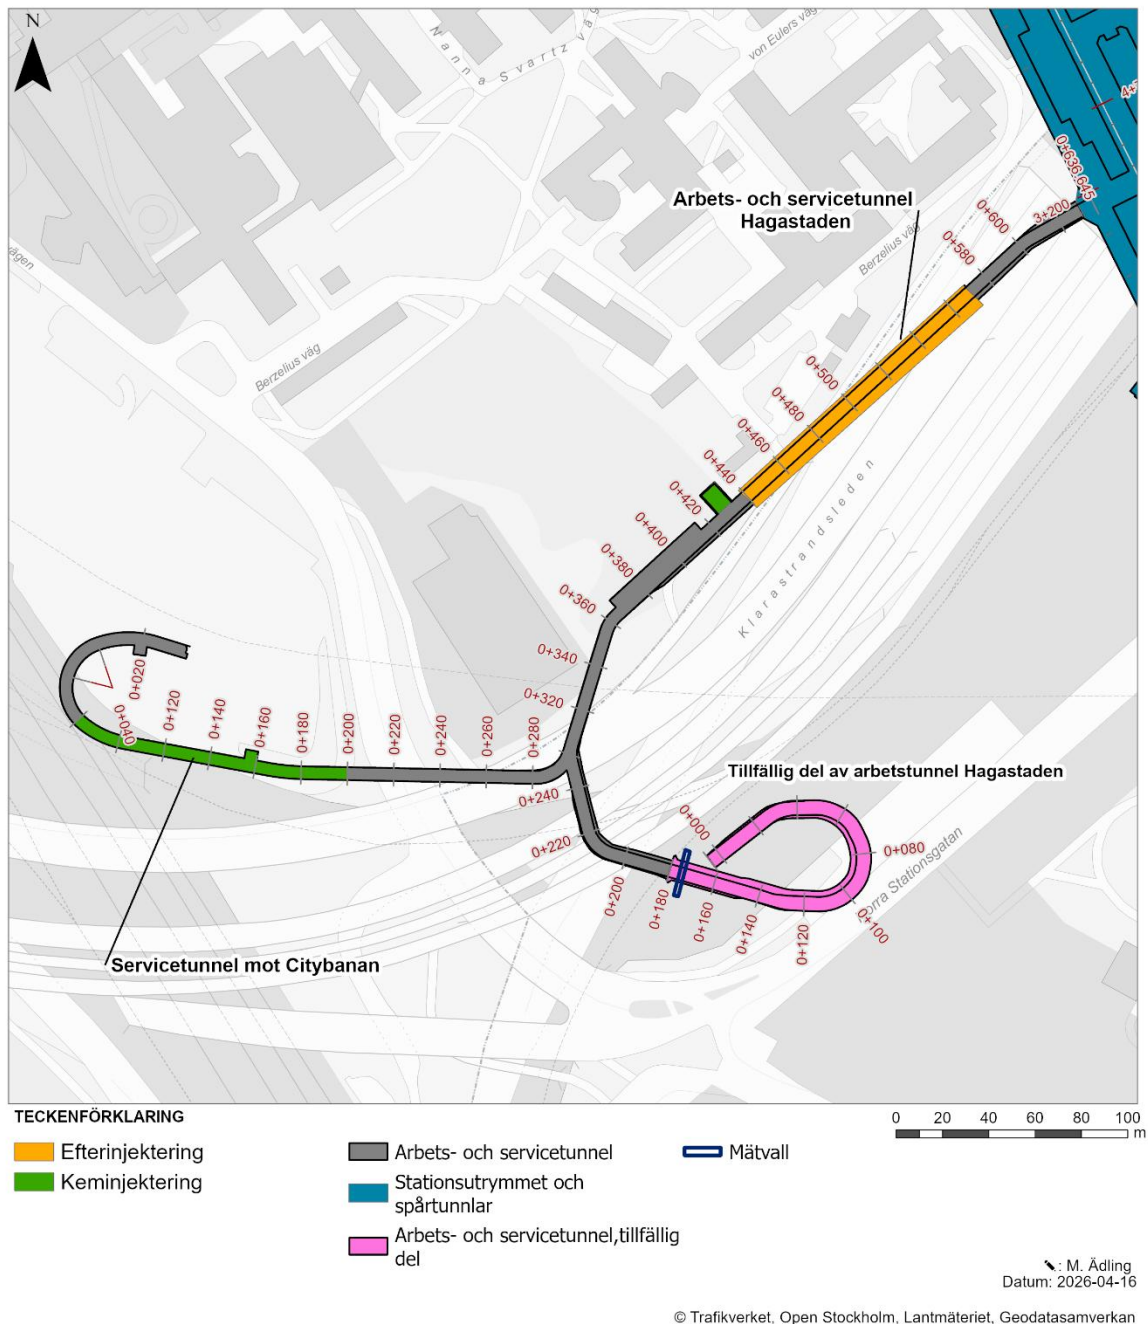 N
Nanna Svartz väg
von Eulers väg
4+
0+636,645
Arbets- och servicetunnel
Hagastaden
0+600
3+200
Berzelius väg
0+580
vägen
Berzelius väg
0+500
0+480
0+460
0+440
0+420
0+400
0+380
0+360
Klarastrandsleden
0+340
0+320
0+020
0+040
0+120
0+140
0+160
0+180
0+200
0+220
0+240
0+260
0+280
0+240
Tillfällig del av arbetstunnel Hagastaden
0+220
0+000
0+080
0+200
0+180
0+160
0+140
0+120
0+100
orra Stationsgatan
Servicetunnel mot Citybanan
TECKENFÖRKLARING
Efterinjektering
Keminjektering
Arbets- och servicetunnel
Stationsutrymmet och
spårtunnlar
Arbets- och servicetunnel,tillfällig
del
Mätvall
0 20 40 60 80 100
m
: M. Ädling
Datum: 2026-04-16
© Trafikverket, Open Stockholm, Lantmäteriet, Geodatasamverkan